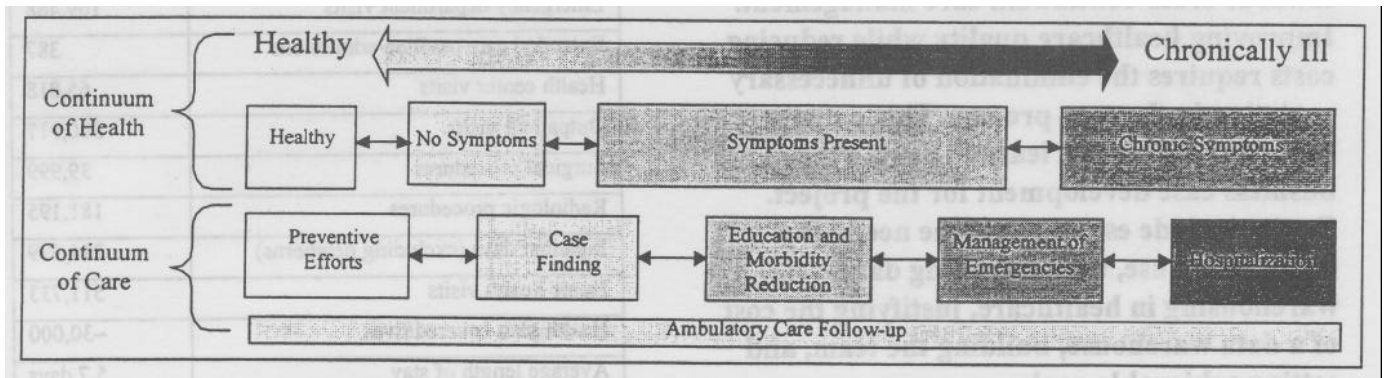 Healthy
Chronically Ill
Continuum
of Health
Healthy
No Symptoms
Symptoms Present
Chronic Symptoms
Continuum
of Care
Preventive
Efforts
Case
Finding
Education and
Morbidity
Reduction
Management of
Emergencies
Hospitalization
Ambulatory Care Follow-up